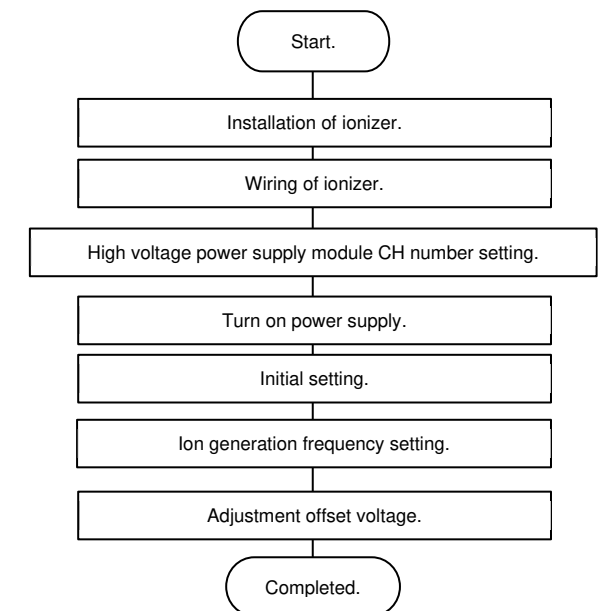 Start.
Installation of ionizer.
Wiring of ionizer.
High voltage power supply module CH number setting.
Turn on power supply.
Initial setting.
Ion generation frequency setting.
Adjustment offset voltage.
Completed.